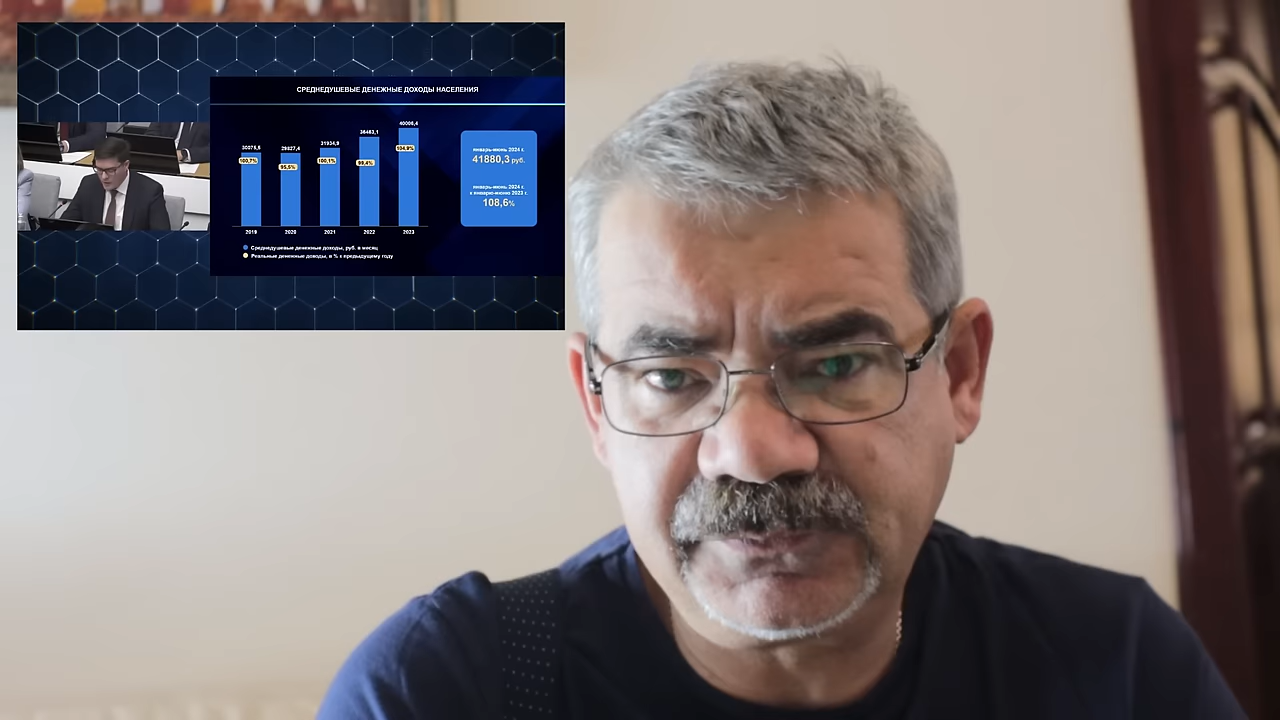 СРЕДНЕДУШЕВЫЕ ДЕНЕЖНЫЕ ДОХОДЫ НАСЕЛЕНИЯ
40006,4
36483,1
31934,9
30075,5
29827,4
104,9%
100,7%
100,1%
99,4%
95,5%
2019 2020 2021 2022 2023
январь-июнь 2024 г.
41880,3 руб.
январь-июнь 2024 г.
к январю-июню 2023 г.
108,6%
Среднедушевые денежные доходы, руб. в месяц
Реальные денежные доходы, в % к предыдущему году